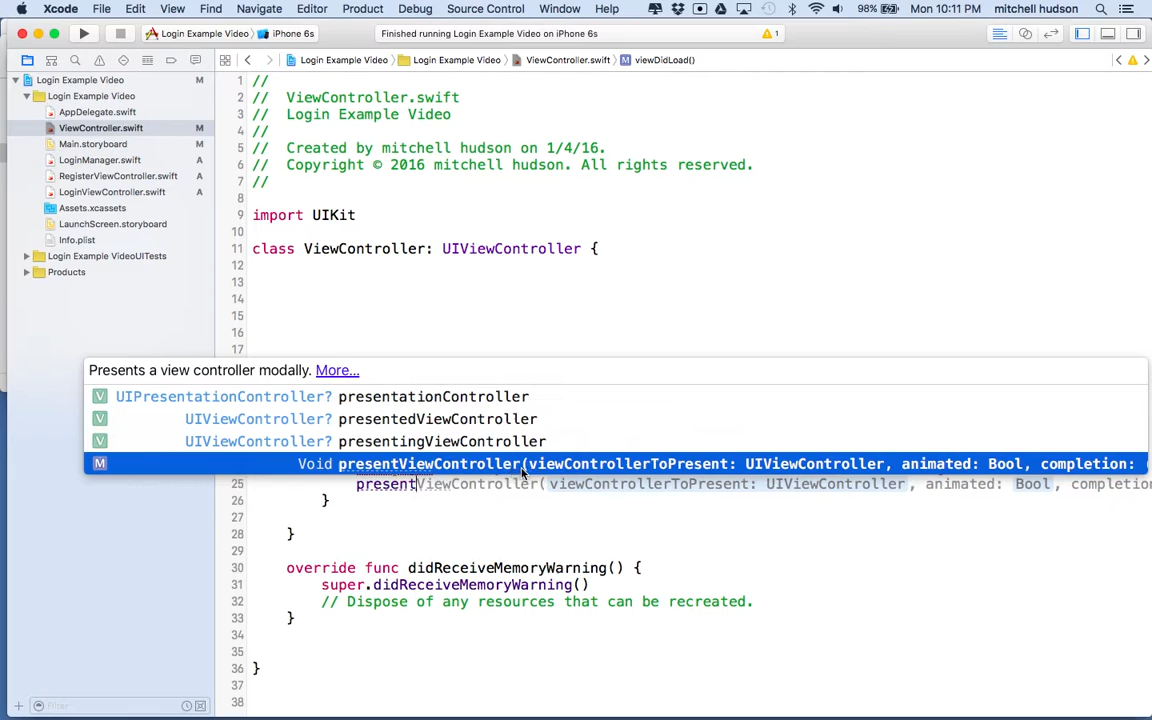 Xcode File Edit View Find Navigate Editor Product Debug Source Control Window Help 98% Mon 10:11 PM mitchell hudson
Login Example Video iPhone 6s Finished running Login Example Video on iPhone 6s 1
Login Example Video Login Example Video ViewController.swift M viewDidLoad()
Login Example Video M
Login Example Video
AppDelegate.swift
ViewController.swift M
Main.storyboard M
LoginManager.swift A
RegisterViewController.swift A
LoginViewController.swift A
Assets.xcassets
LaunchScreen.storyboard
Info.plist
Login Example VideoUITests
Products
Filter
1 //
2 // ViewController.swift
3 // Login Example Video
4 //
5 // Created by mitchell hudson on 1/4/16.
6 // Copyright © 2016 mitchell hudson. All rights reserved.
7 //
8
9 import UIKit
10
11 class ViewController: UIViewController {
12
13
14
15
16
17
Presents a view controller modally. More...
V UIPresentationController? presentationController
V UIViewController? presentedViewController
V UIViewController? presentingViewController
M Void presentViewController(viewControllerToPresent: UIViewController, animated: Bool, completion: (
25 presentViewController(viewControllerToPresent: UIViewController, animated: Bool, completion
26 }
27
28 }
29
30 override func didReceiveMemoryWarning() {
31 super.didReceiveMemoryWarning()
32 // Dispose of any resources that can be recreated.
33 }
34
35
36 }
37
38